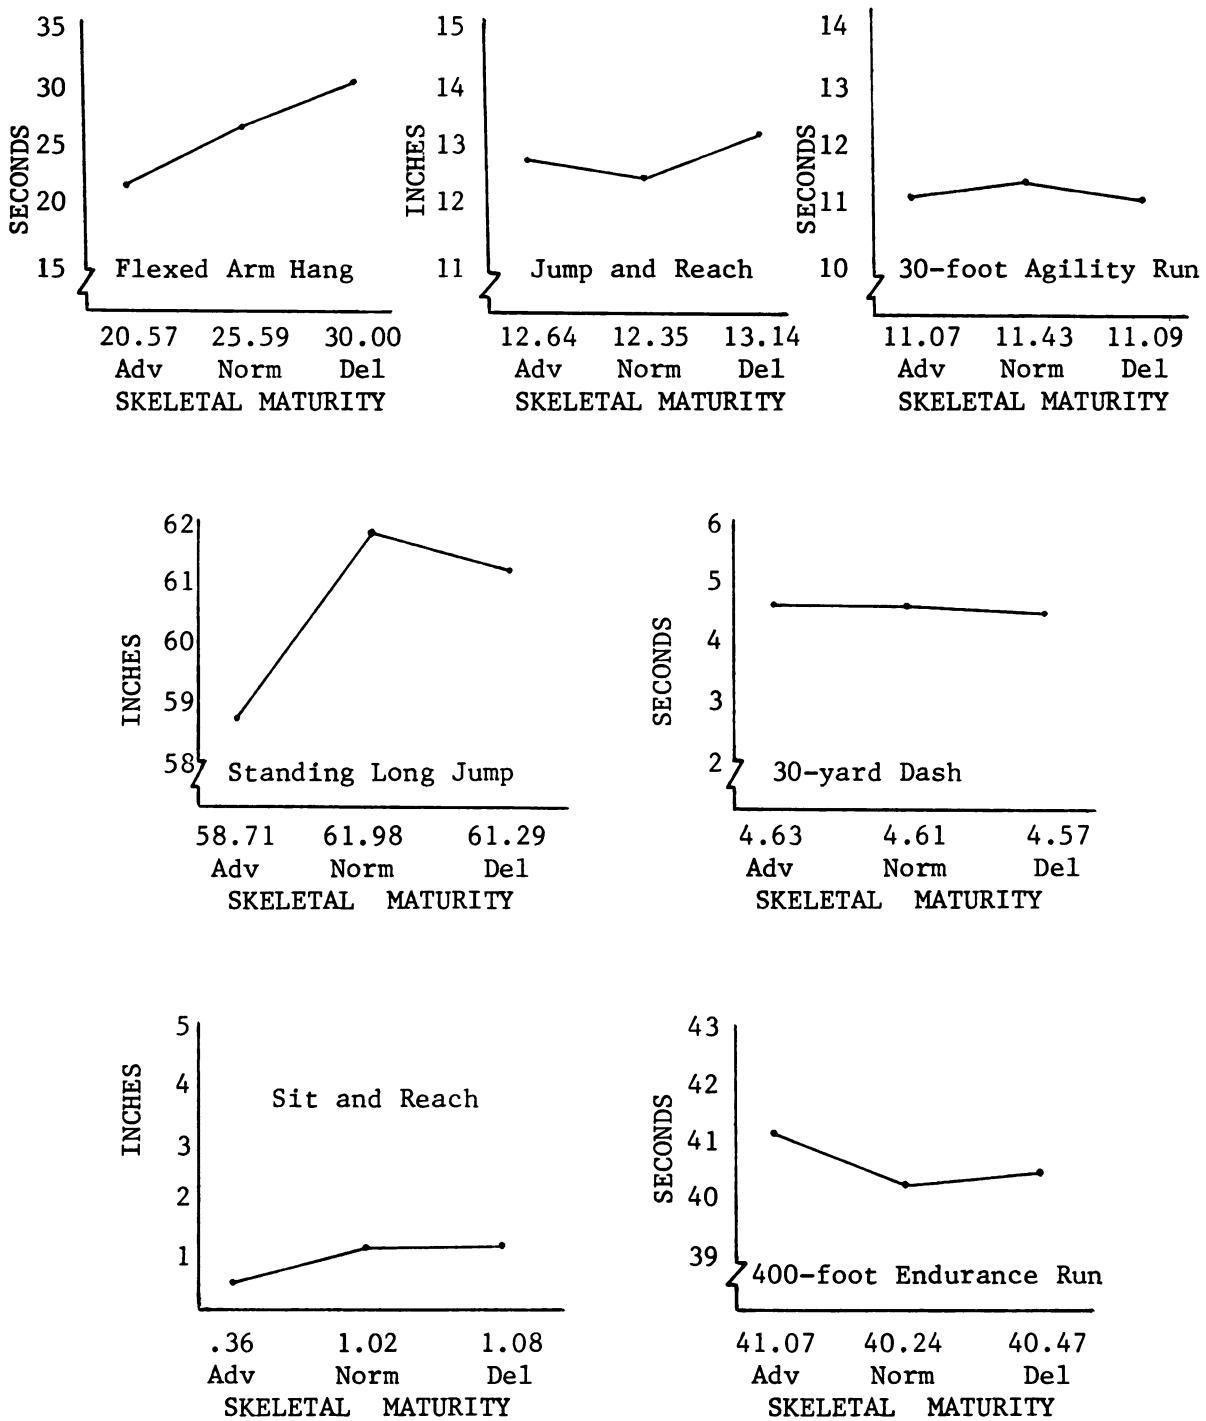 35
30
25
20
15
SECONDS
Flexed Arm Hang
20.57 25.59 30.00
Adv Norm Del
SKELETAL MATURITY
15
14
13
12
11
INCHES
Jump and Reach
12.64 12.35 13.14
Adv Norm Del
SKELETAL MATURITY
14
13
12
11
10
SECONDS
30-foot Agility Run
11.07 11.43 11.09
Adv Norm Del
SKELETAL MATURITY
62
61
60
59
58
INCHES
Standing Long Jump
58.71 61.98 61.29
Adv Norm Del
SKELETAL MATURITY
6
5
4
3
2
SECONDS
30-yard Dash
4.63 4.61 4.57
Adv Norm Del
SKELETAL MATURITY
5
4
3
2
1
INCHES
Sit and Reach
.36 1.02 1.08
Adv Norm Del
SKELETAL MATURITY
43
42
41
40
39
SECONDS
400-foot Endurance Run
41.07 40.24 40.47
Adv Norm Del
SKELETAL MATURITY